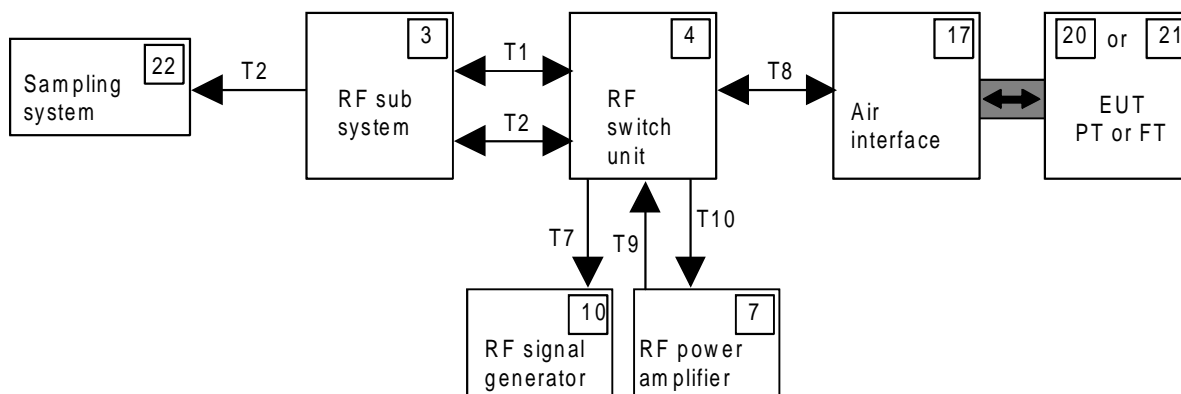 22
Sampling
system
T2
3
RF sub
system
T1
T2
4
RF
switch
unit
T8
17
Air
interface
20 or 21
EUT
PT or FT
T7
T9
T10
10
RF signal
generator
7
RF power
amplifier